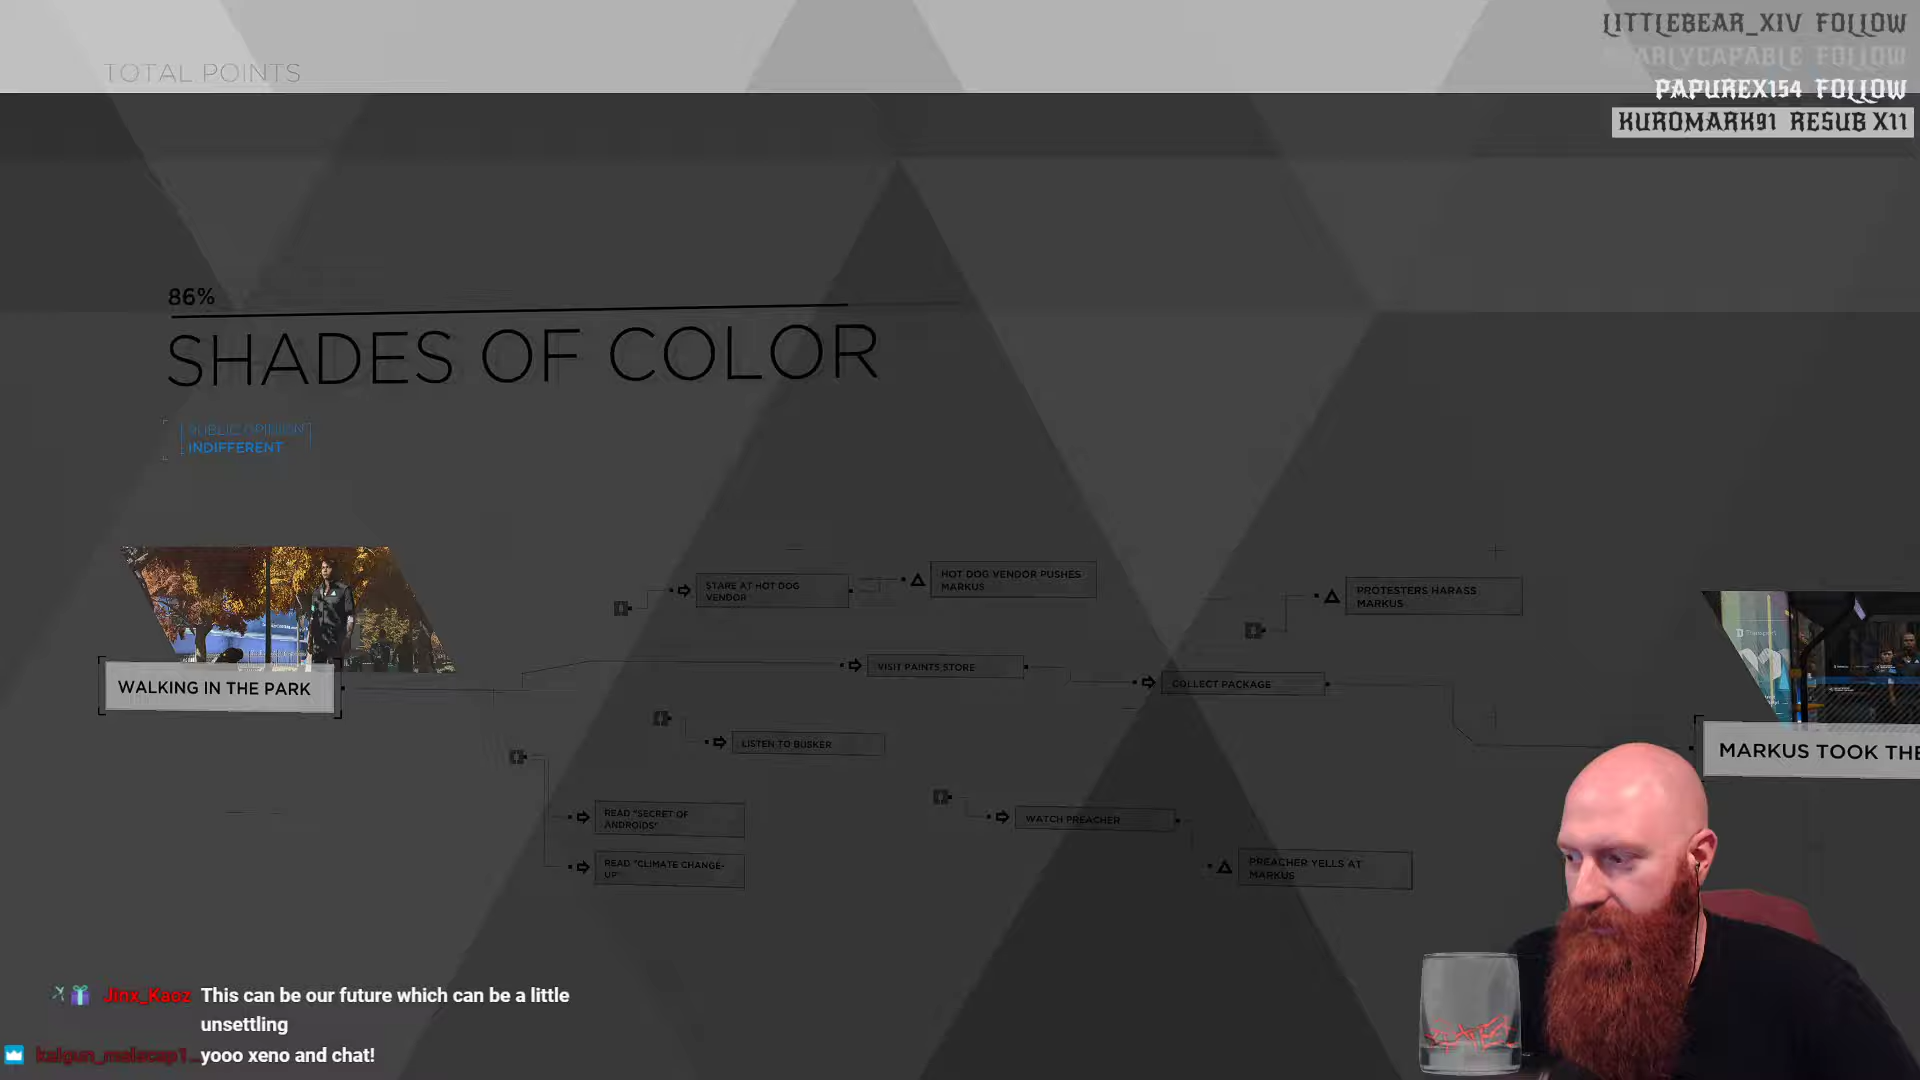 LITTLEBEAR_XIV FOLLOW
TOTAL POINTS
ARLYCAPABLE FOLLOW
PAPUREX154 FOLLOW
KUROMARK91 RESUB X11
86%
SHADES OF COLOR
PUBLIC OPINION
INDIFFERENT
STARE AT HOT DOG
VENDOR
HOT DOG VENDOR PUSHES
MARKUS
PROTESTERS HARASS
MARKUS
VISIT PAINTS STORE
COLLECT PACKAGE
WALKING IN THE PARK
LISTEN TO BUSKER
MARKUS TOOK THE
READ "SECRET OF
ANDROIDS"
WATCH PREACHER
READ "CLIMATE CHANGE-
UP"
PREACHER YELLS AT
MARKUS
Jinx_Kaoz This can be our future which can be a little
unsettling
yooo xeno and chat!